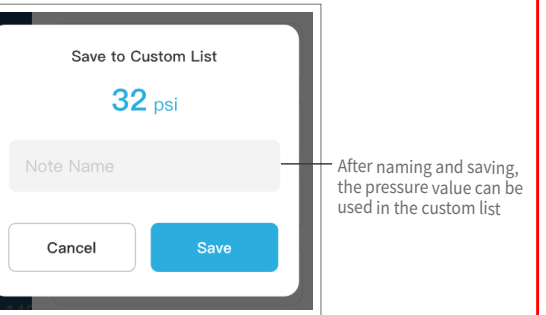 Save to Custom List
32 psi
Note Name
After naming and saving,
the pressure value can be
used in the custom list
Cancel
Save